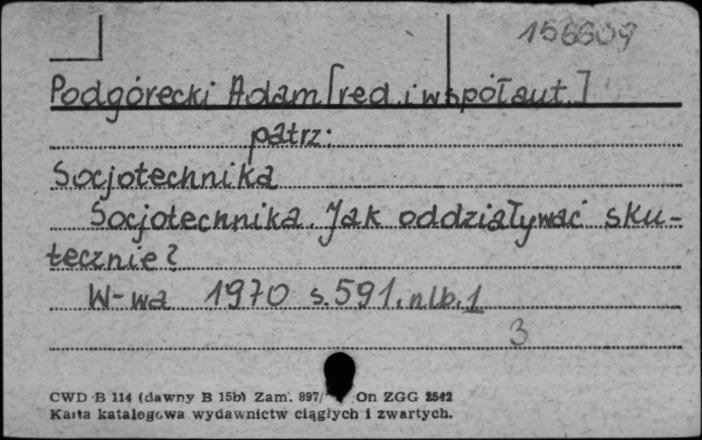 156609
Podgórecki Adam [red. i współaut.]
patrz:
Socjotechnika
Socjotechnika. Jak oddziaływać sku-
tecznie?
W-wa 1970 s. 591, nlb. 1
3
CWD B 114 (dawny B 15b) Zam. 897/ On ZGG 2542
Karta katalogowa wydawnictw ciągłych i zwartych.